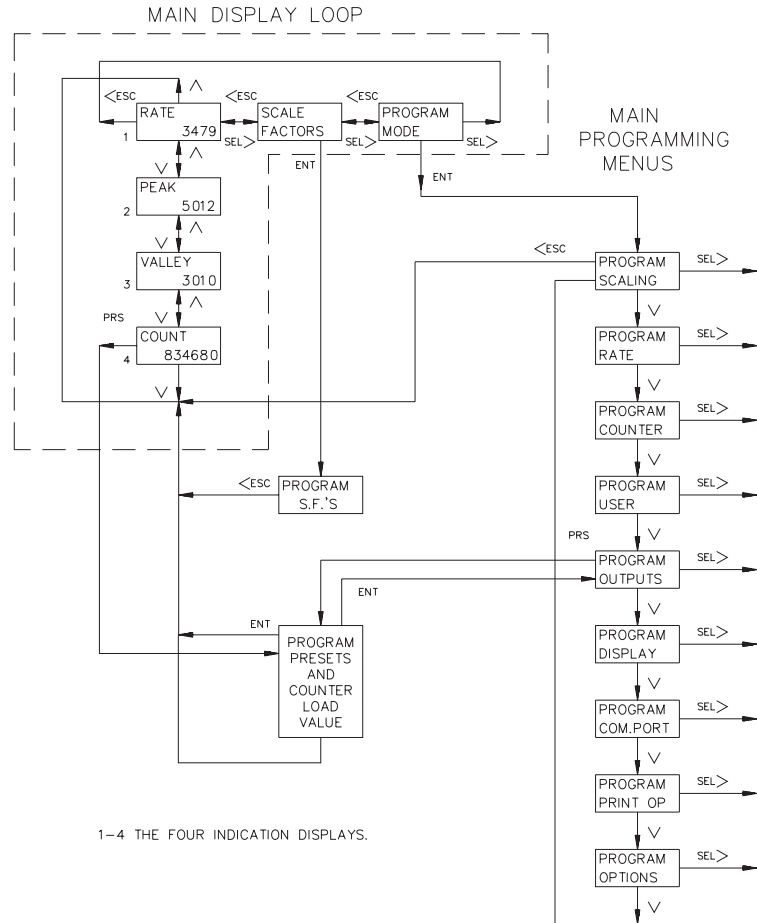 MAIN DISPLAY LOOP
<ESC
RATE
3479
1
SEL>
<ESC
SCALE
FACTORS
SEL>
<ESC
PROGRAM
MODE
SEL>
PEAK
5012
2
VALLEY
3010
3
PRS
COUNT
834680
4
ENT
ENT
MAIN
PROGRAMMING
MENUS
<ESC
PROGRAM
SCALING
SEL>
PROGRAM
RATE
SEL>
PROGRAM
COUNTER
SEL>
PROGRAM
USER
SEL>
PRS
PROGRAM
OUTPUTS
SEL>
PROGRAM
DISPLAY
SEL>
PROGRAM
COM.PORT
SEL>
PROGRAM
PRINT OP
SEL>
PROGRAM
OPTIONS
SEL>
<ESC
PROGRAM
S.F.'S
ENT
ENT
PROGRAM
PRESETS
AND
COUNTER
LOAD
VALUE
1-4 THE FOUR INDICATION DISPLAYS.